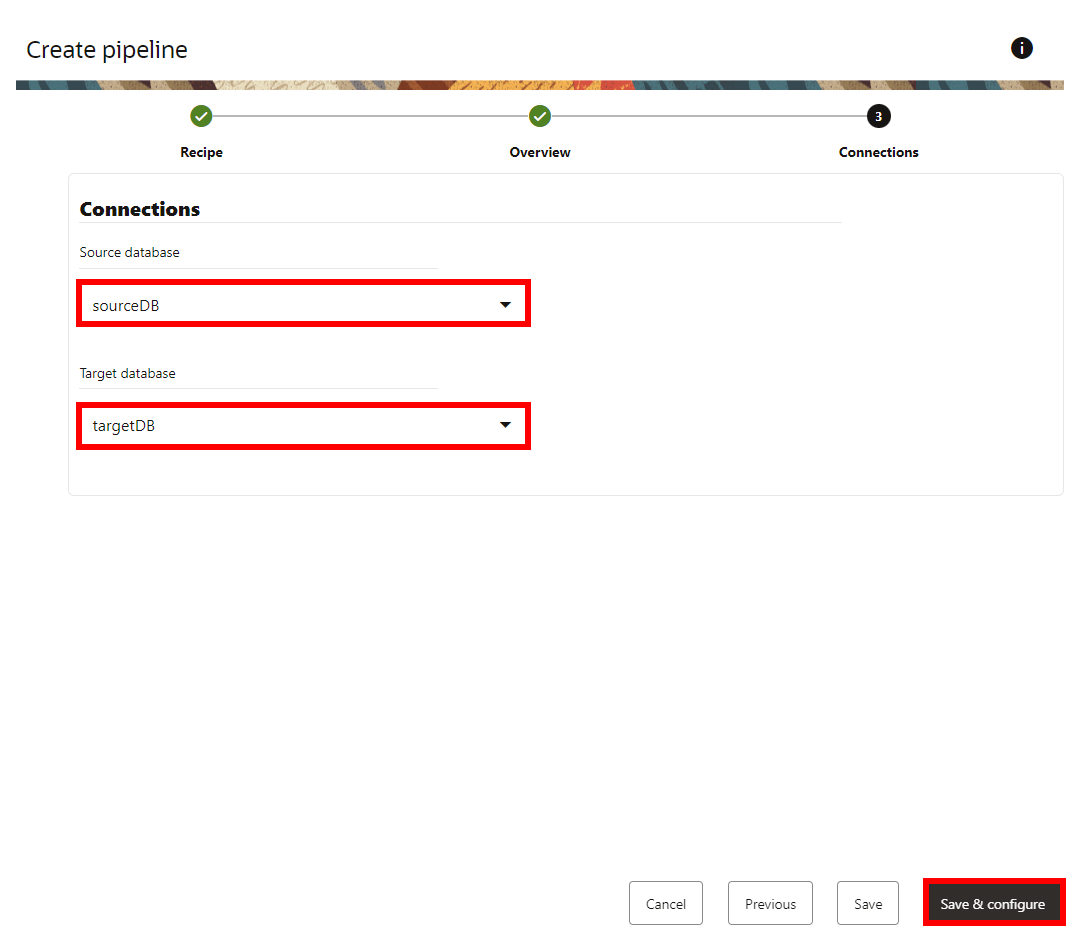 Create pipeline
i
3
Recipe
Overview
Connections
Connections
Source database
sourceDB
Target database
targetDB
Cancel
Previous
Save
Save & configure